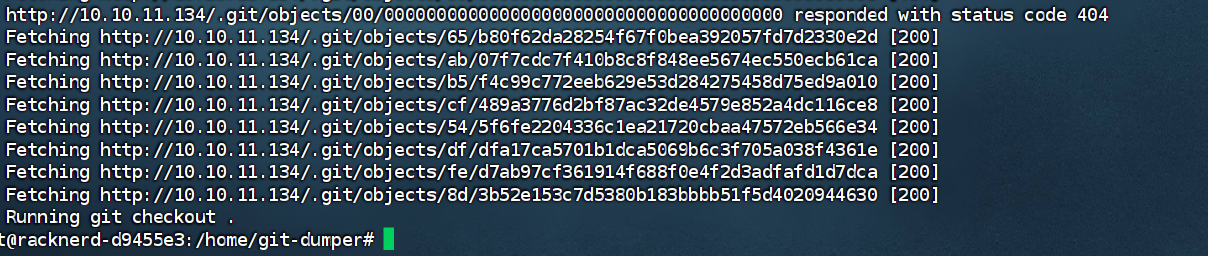 http://10.10.11.134/.git/objects/00/00000000000000000000000000000000000000 responded with status code 404
Fetching http://10.10.11.134/.git/objects/65/b80f62da28254f67f0bea392057fd7d2330e2d [200]
Fetching http://10.10.11.134/.git/objects/ab/07f7cdc7f410b8c8f848ee5674ec550ecb61ca [200]
Fetching http://10.10.11.134/.git/objects/b5/f4c99c772eeb629e53d284275458d75ed9a010 [200]
Fetching http://10.10.11.134/.git/objects/cf/489a3776d2bf87ac32de4579e852a4dc116ce8 [200]
Fetching http://10.10.11.134/.git/objects/54/5f6fe2204336c1ea21720cbaa47572eb566e34 [200]
Fetching http://10.10.11.134/.git/objects/df/dfa17ca5701b1dca5069b6c3f705a038f4361e [200]
Fetching http://10.10.11.134/.git/objects/fe/d7ab97cf361914f688f0e4f2d3adfafd1d7dca [200]
Fetching http://10.10.11.134/.git/objects/8d/3b52e153c7d5380b183bbbb51f5d4020944630 [200]
Running git checkout .
t@racknerd-d9455e3:/home/git-dumper#